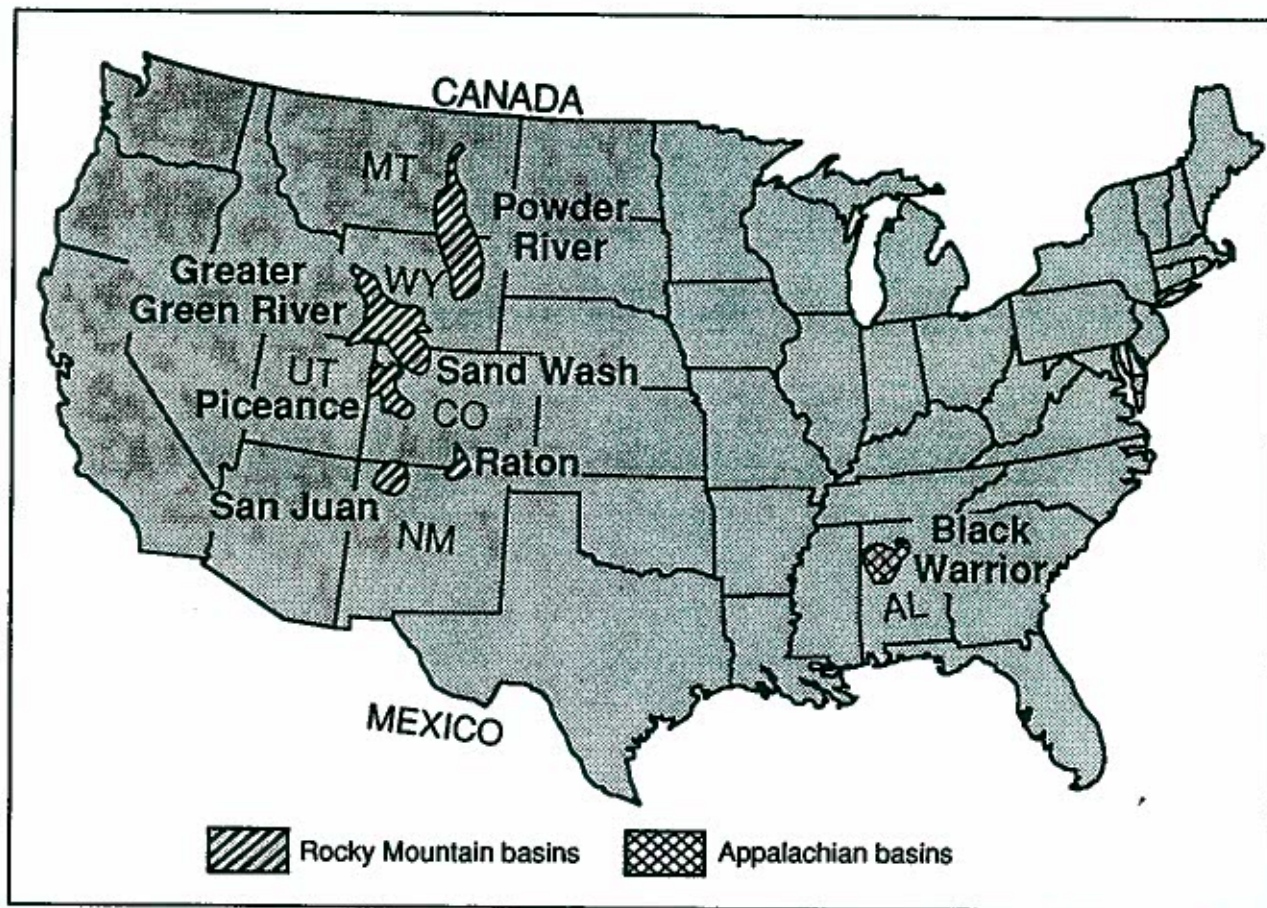 CANADA
MT
Powder
River
Greater
Green River
WY
UT
Sand Wash
Piceance
CO
Raton
San Juan
NM
Black
Warrior
AL
MEXICO
Rocky Mountain basins
Appalachian basins